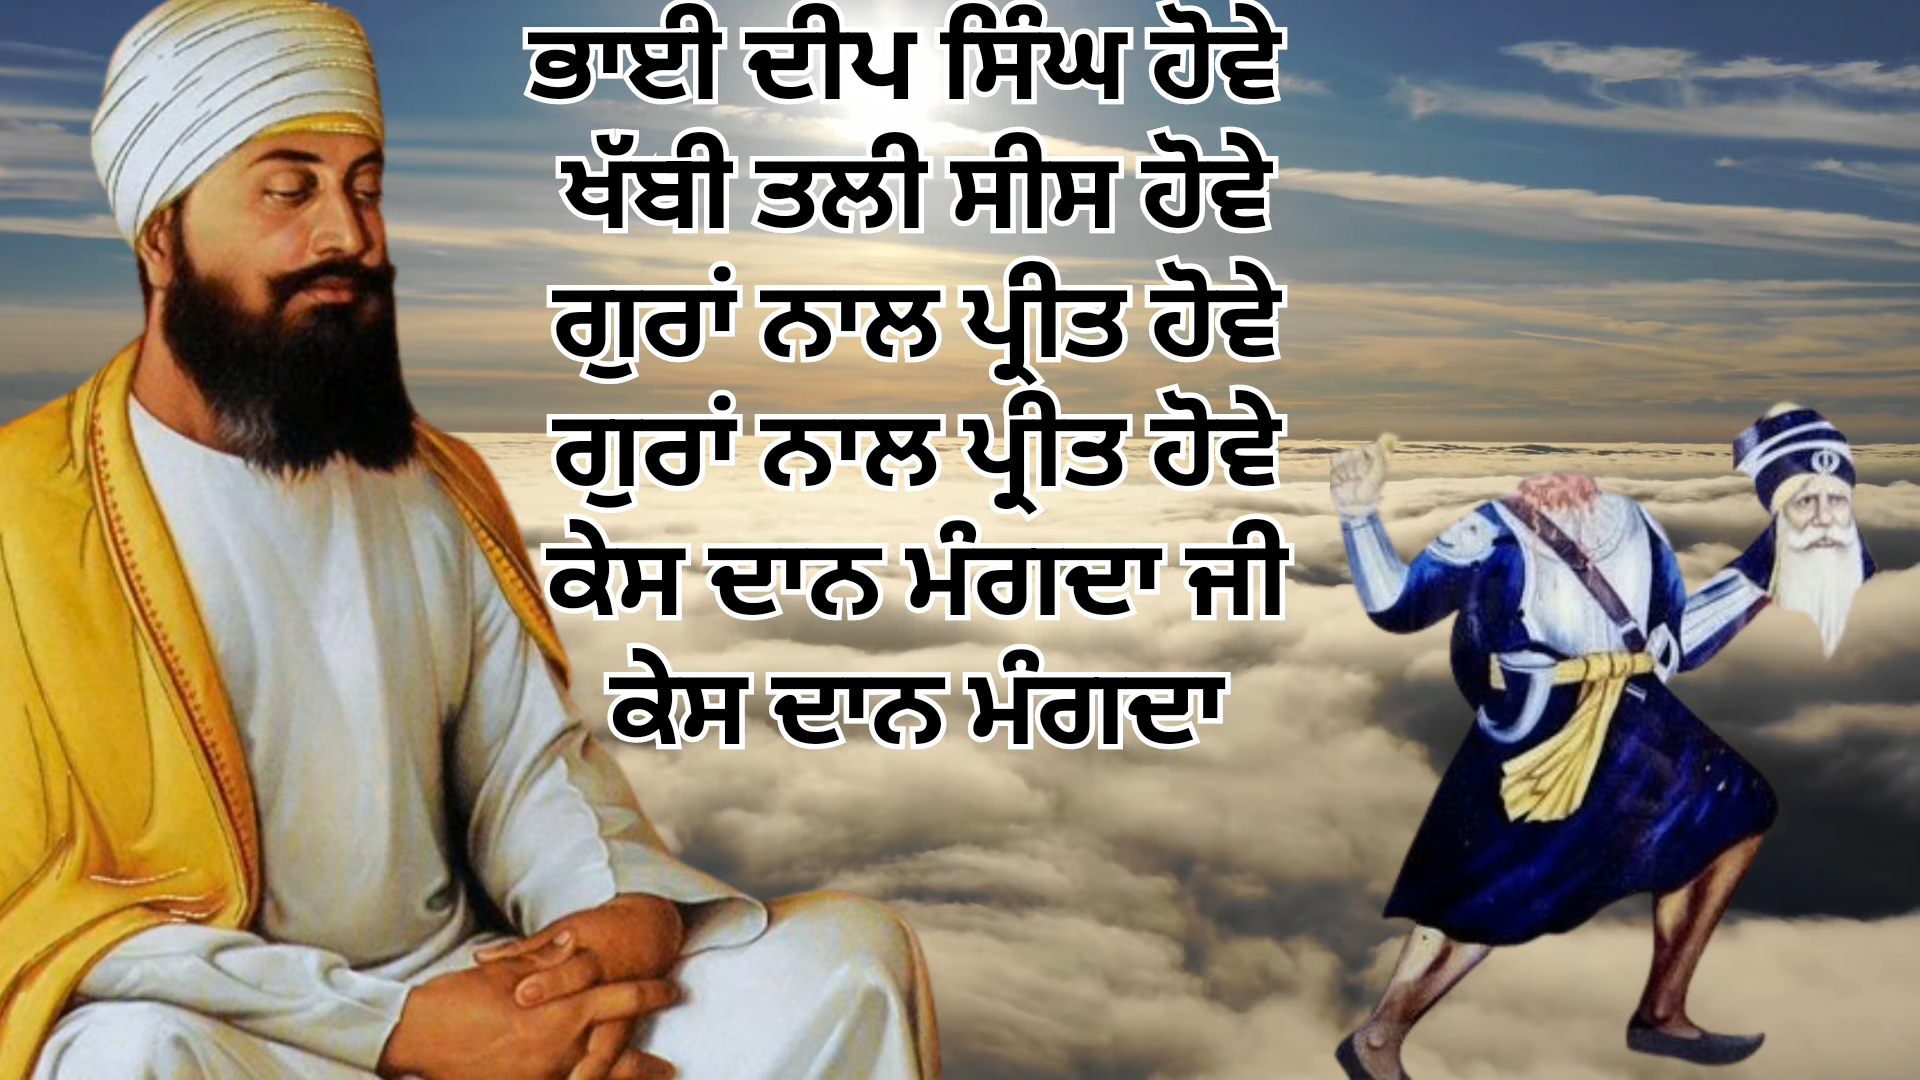 ਭਾਈ ਦੀਪ ਸਿੰਘ ਹੋਵੇ
ਖੱਬੀ ਤਲੀ ਸੀਸ ਹੋਵੇ
ਗੁਰਾਂ ਨਾਲ ਪ੍ਰੀਤ ਹੋਵੇ
ਗੁਰਾਂ ਨਾਲ ਪ੍ਰੀਤ ਹੋਵੇ
ਕੇਸ ਦਾਨ ਮੰਗਦਾ ਜੀ
ਕੇਸ ਦਾਨ ਮੰਗਦਾ